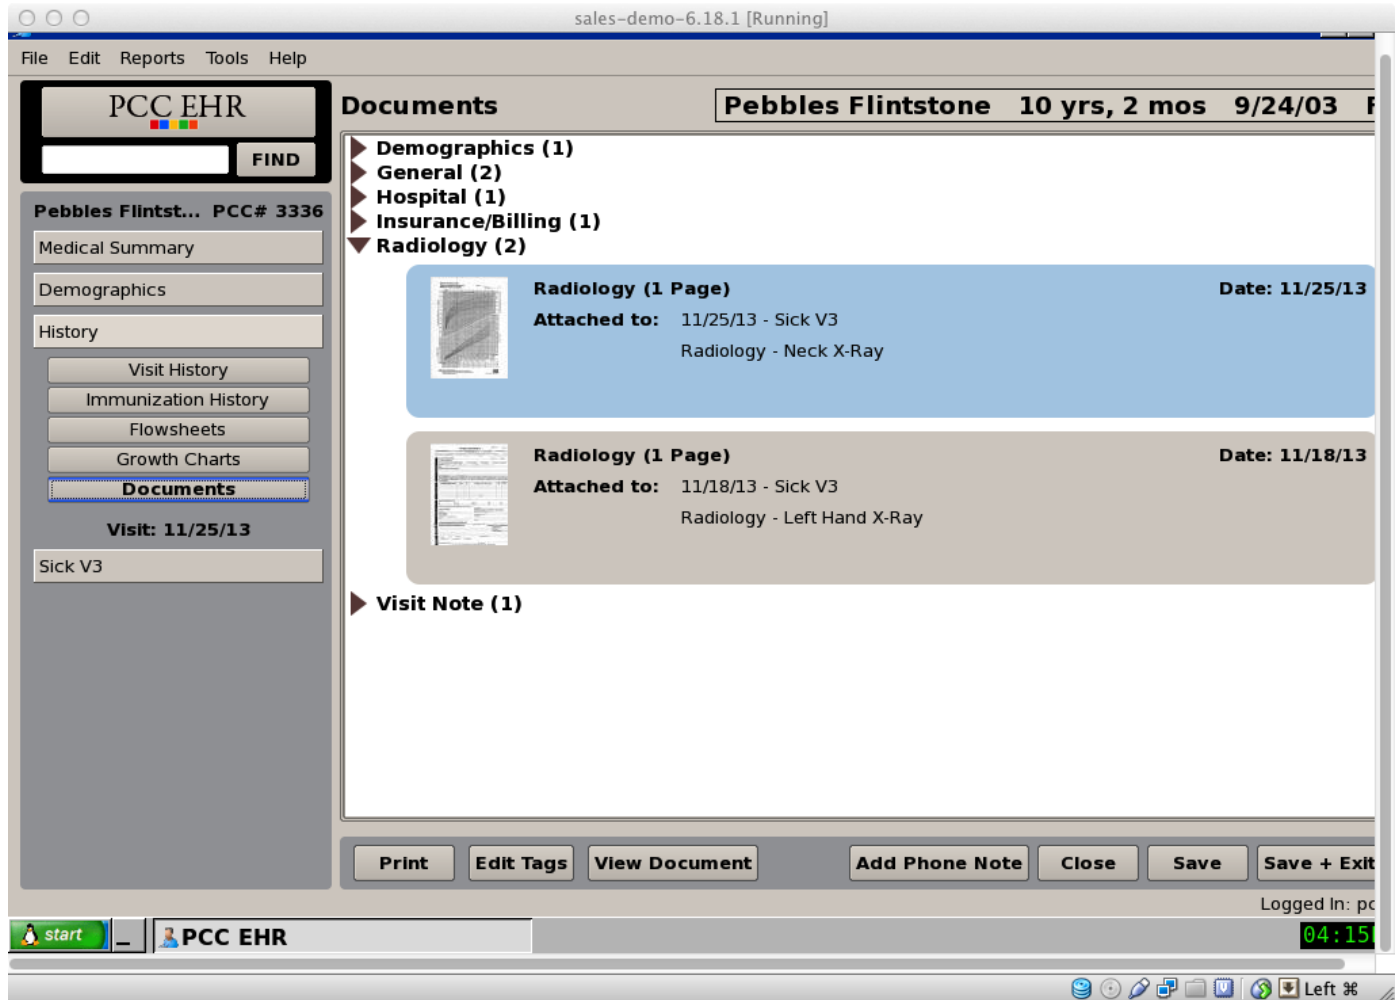 sales-demo-6.18.1 [Running]
File Edit Reports Tools Help
PCC EHR
FIND
Documents
Pebbles Flintstone 10 yrs, 2 mos 9/24/03
Pebbles Flintst... PCC# 3336
Medical Summary
Demographics
History
Visit History
Immunization History
Flowsheets
Growth Charts
Documents
Visit: 11/25/13
Sick V3
Demographics (1)
General (2)
Hospital (1)
Insurance/Billing (1)
Radiology (2)
Radiology (1 Page) Date: 11/25/13
Attached to: 11/25/13 - Sick V3
Radiology - Neck X-Ray
Radiology (1 Page) Date: 11/18/13
Attached to: 11/18/13 - Sick V3
Radiology - Left Hand X-Ray
Visit Note (1)
Print Edit Tags View Document Add Phone Note Close Save Save + Exit
Logged In: pc
start _ PCC EHR 04:15
Left ⌘